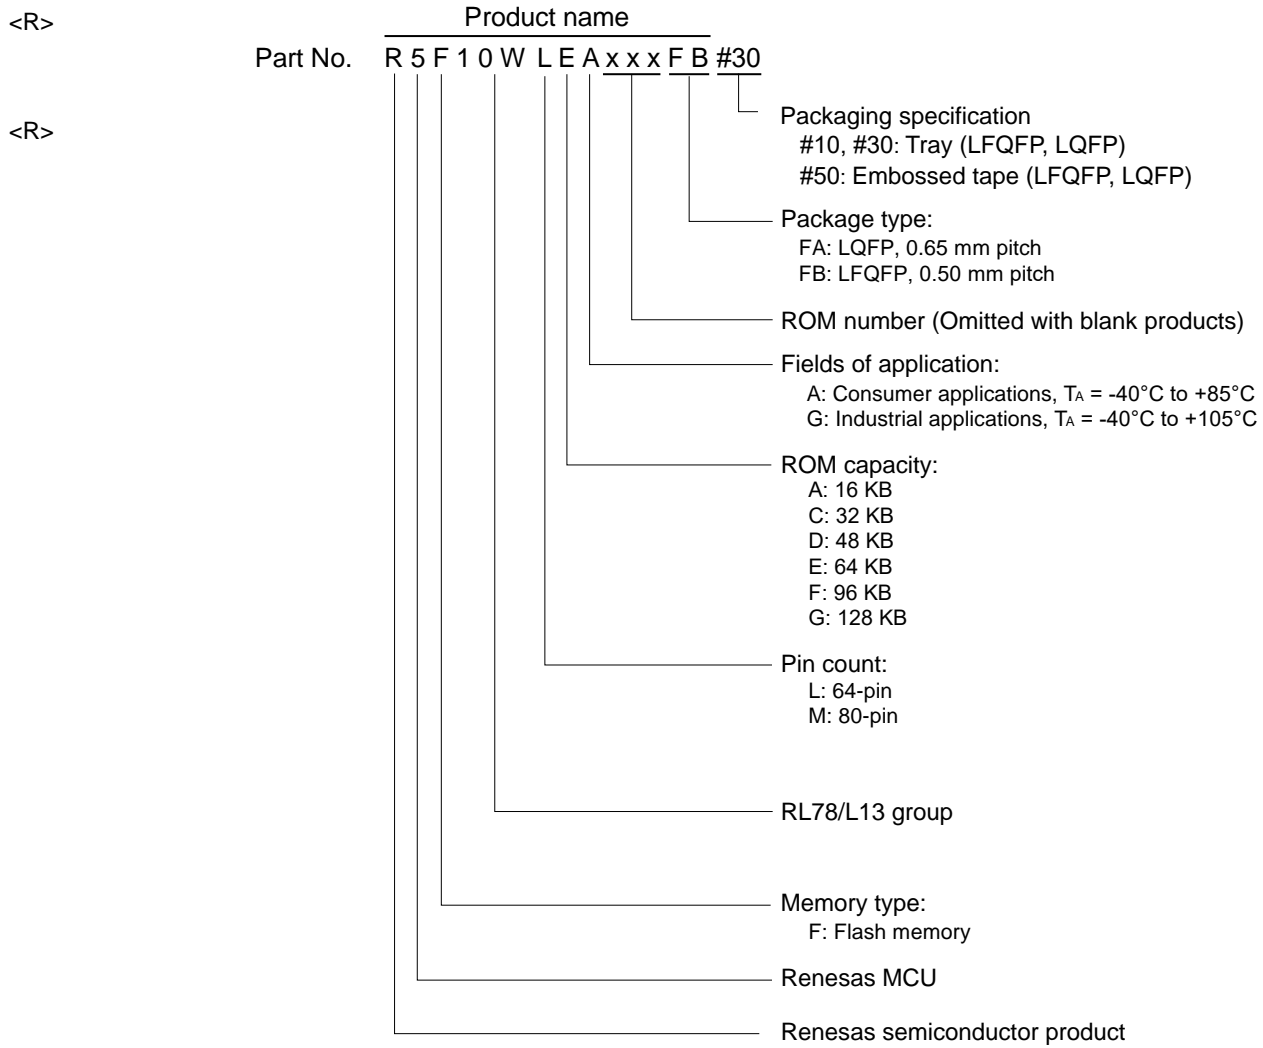 <R>
Product name
Part No. R 5 F 1 0 W L E A x x x F B #30
<R>
Packaging specification
#10, #30: Tray (LFQFP, LQFP)
#50: Embossed tape (LFQFP, LQFP)
Package type:
FA: LQFP, 0.65 mm pitch
FB: LFQFP, 0.50 mm pitch
ROM number (Omitted with blank products)
Fields of application:
A: Consumer applications, TA = -40°C to +85°C
G: Industrial applications, TA = -40°C to +105°C
ROM capacity:
A: 16 KB
C: 32 KB
D: 48 KB
E: 64 KB
F: 96 KB
G: 128 KB
Pin count:
L: 64-pin
M: 80-pin
RL78/L13 group
Memory type:
F: Flash memory
Renesas MCU
Renesas semiconductor product